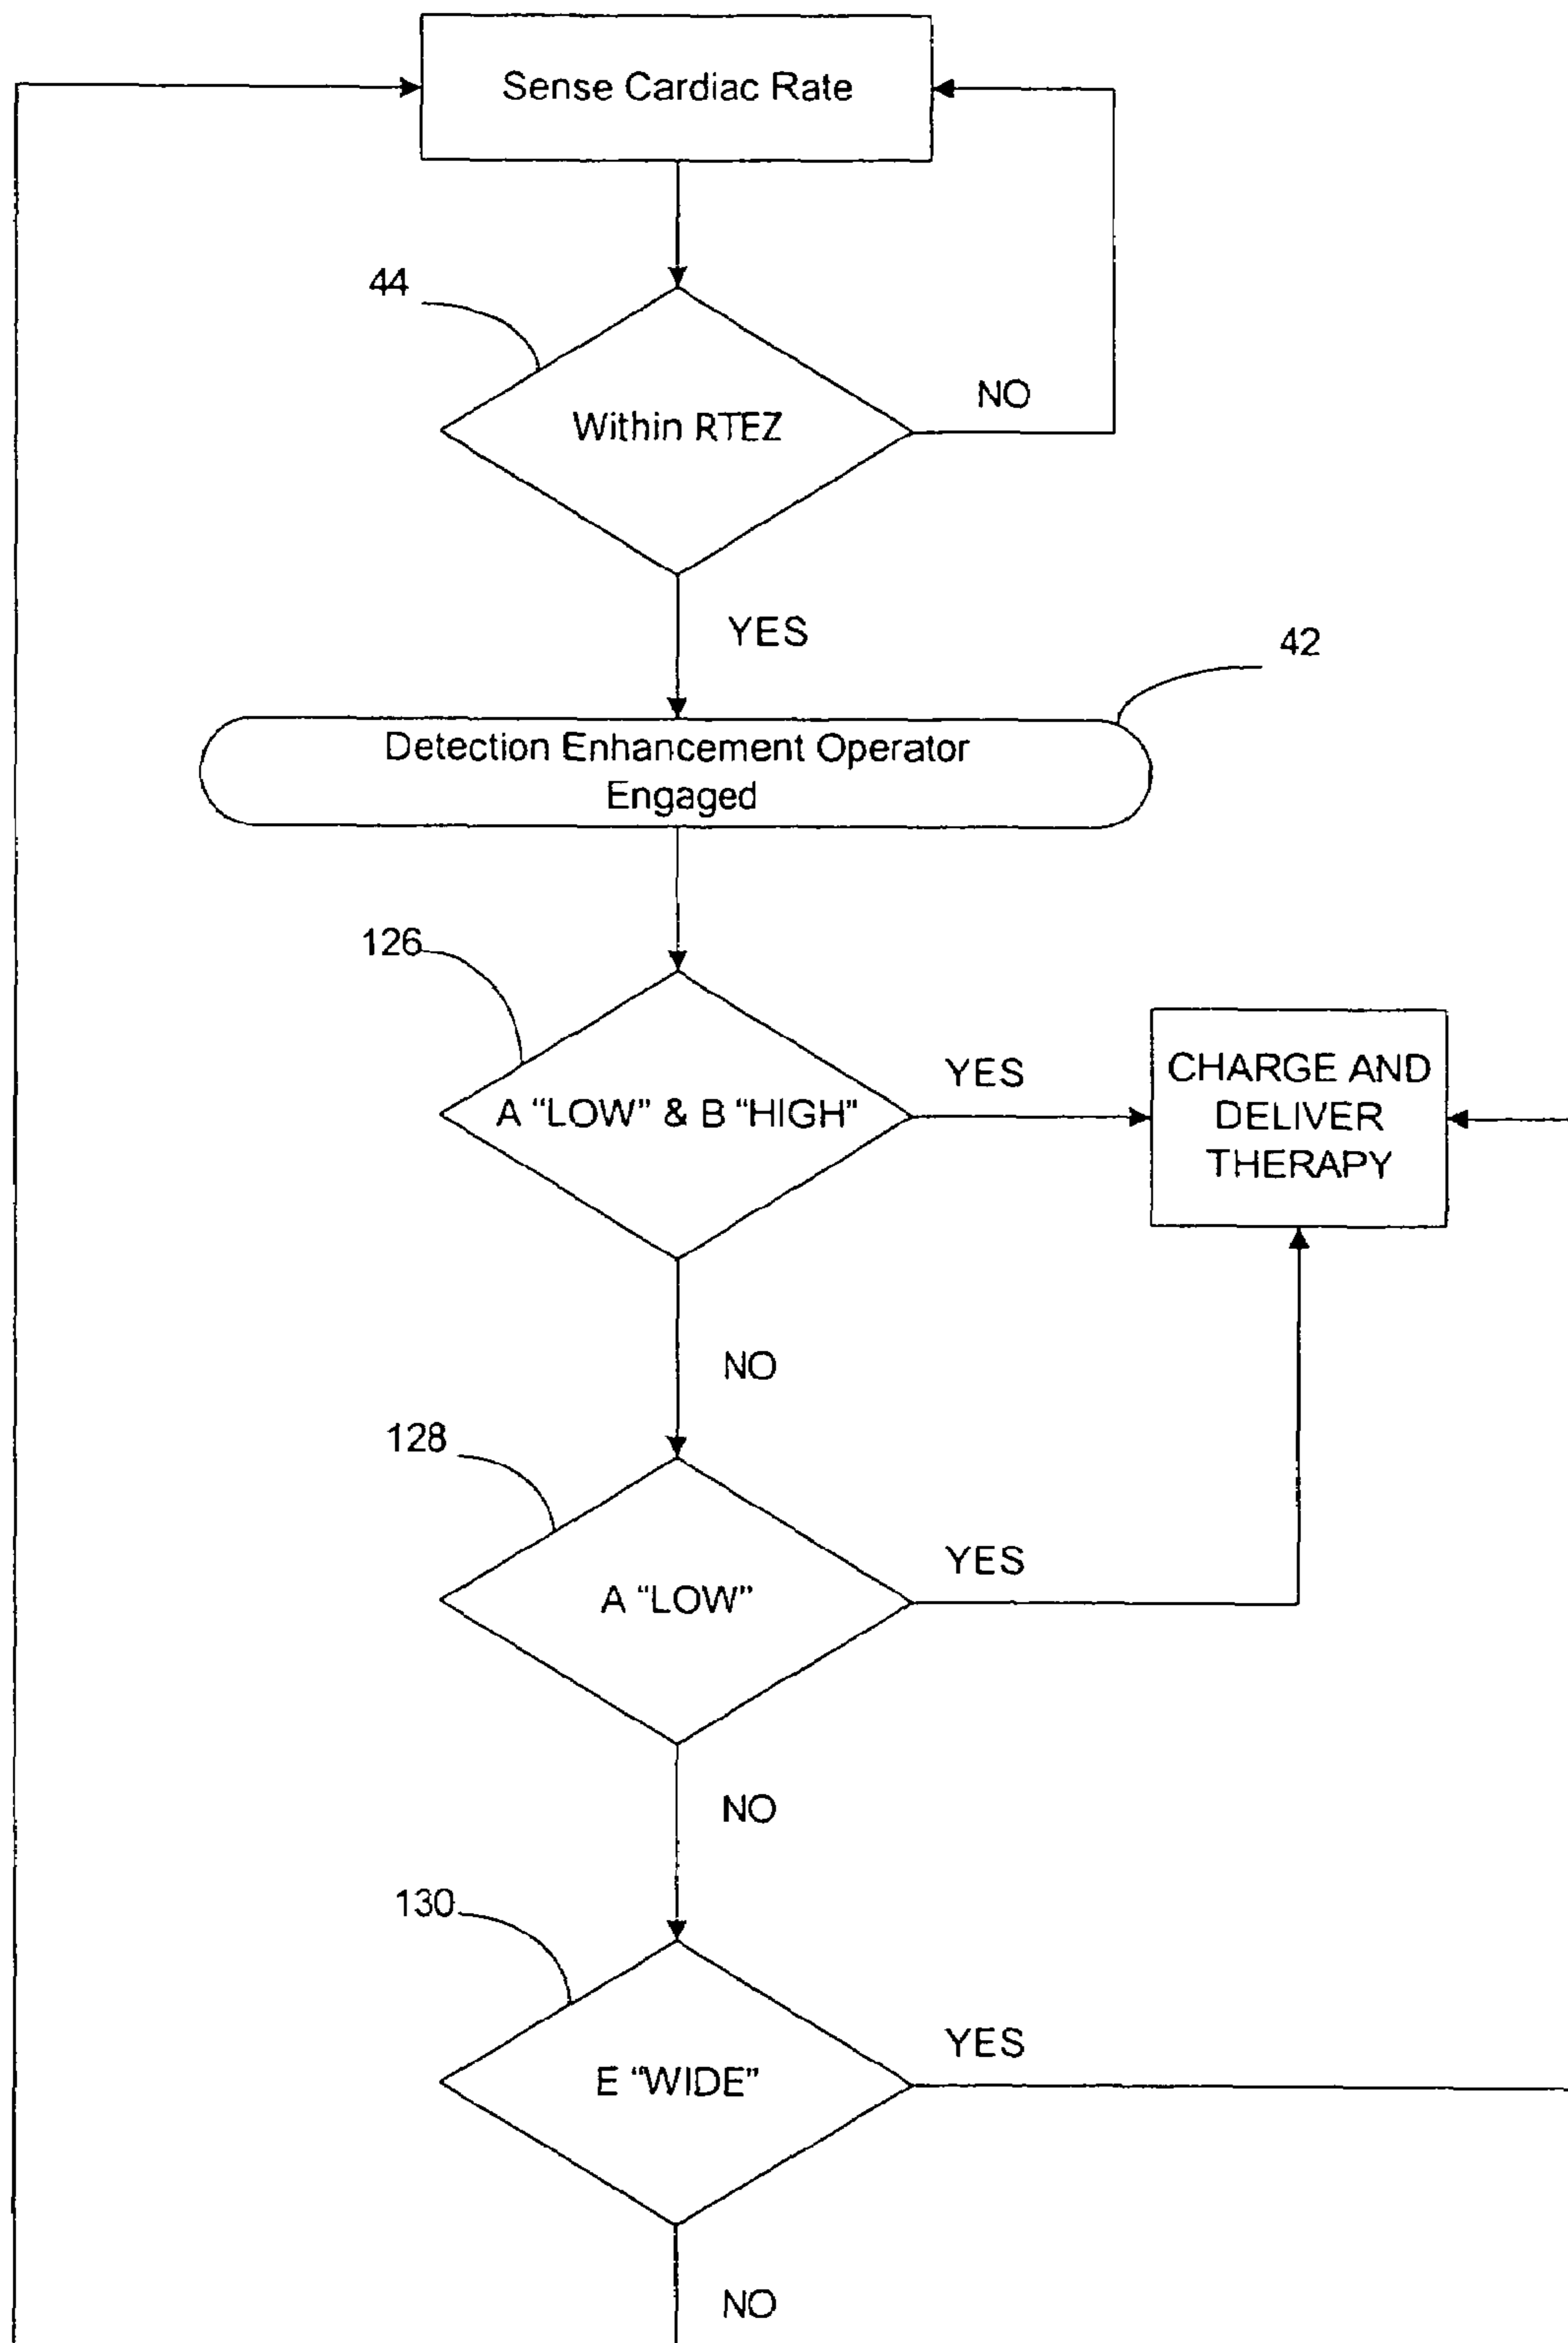 Sense Cardiac Rate
44
Within RTEZ
NO
YES
42
Detection Enhancement Operator
Engaged
126
A “LOW” & B “HIGH”
YES
CHARGE AND
DELIVER
THERAPY
NO
128
A “LOW”
YES
NO
130
E “WIDE”
YES
NO